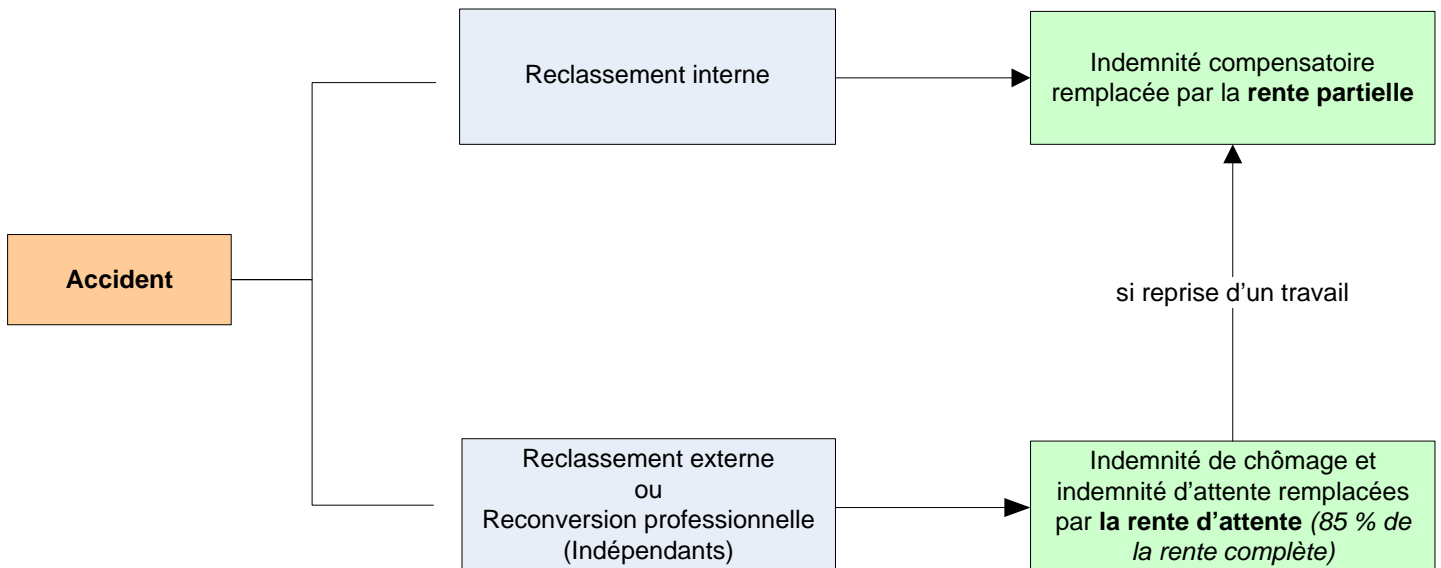 Reclassement interne
Indemnité compensatoire
remplacée par la rente partielle
Accident
si reprise d’un travail
Reclassement externe
ou
Reconversion professionnelle
(Indépendants)
Indemnité de chômage et
indemnité d’attente remplacées
par la rente d’attente (85 % de
la rente complète)